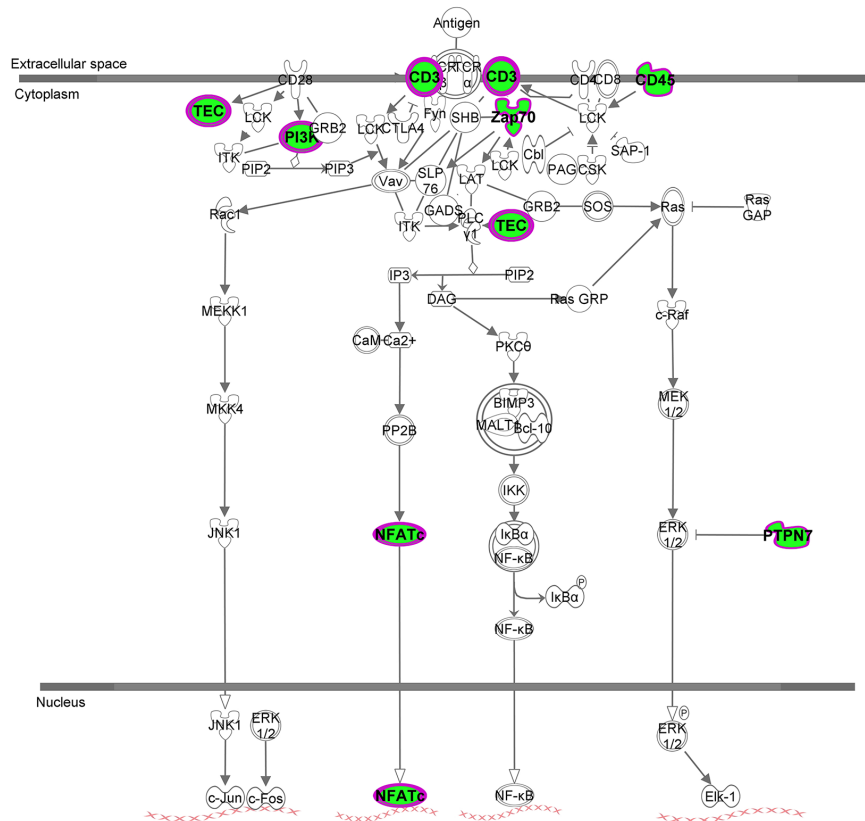 Antigen
Extracellular space
Cytoplasm
CD28
CD3
CR
β
TCR
α
CD3
CD4
CD8
CD45
TEC
LCK
PI3K
GRB2
LCK
CTLA4
Fyn
SHB
Zap70
LCK
Cbl
PAG
CSK
SAP-1
ITK
PIP2
PIP3
Vav
SLP
76
LAT
LCK
Rac1
ITK
GADS
PLC
γ1
TEC
GRB2
SOS
Ras
Ras
GAP
IP3
PIP2
DAG
Ras GRP
MEKK1
c-Raf
CaM
Ca2+
PKCθ
MKK4
PP2B
BIMP3
MALT1
Bcl-10
MEK
1/2
IKK
JNK1
NFATc
IκBα
NF-κB
ERK
1/2
PTPN7
P
IκBα
NF-κB
Nucleus
JNK1
ERK
1/2
P
ERK
1/2
c-Jun
c-Fos
NFATc
NF-κB
Elk-1